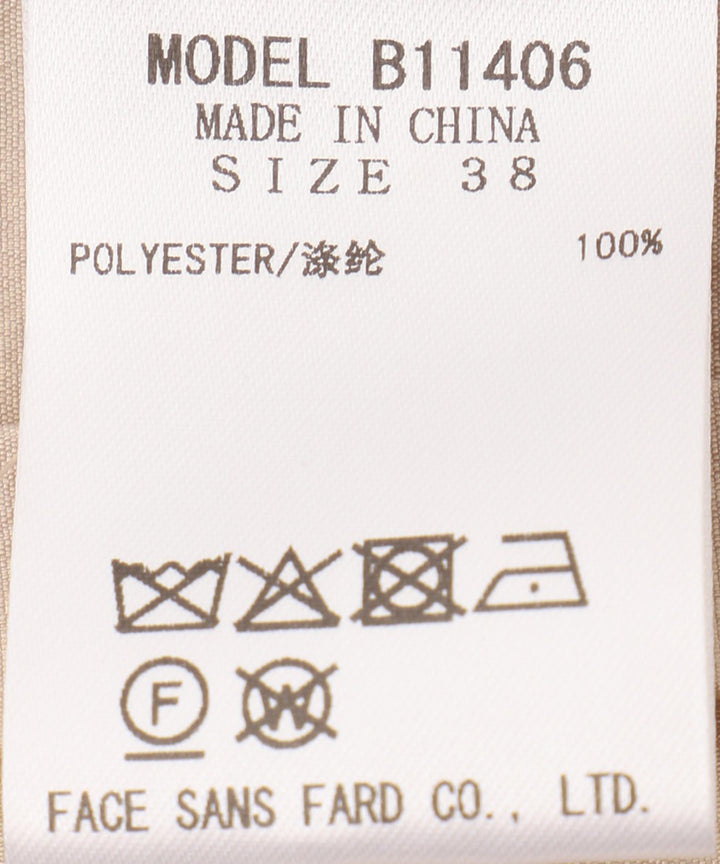 MODEL B11406
MADE IN CHINA
SIZE 38
POLYESTER/涤纶 100%
F W
FACE SANS FARD CO., LTD.